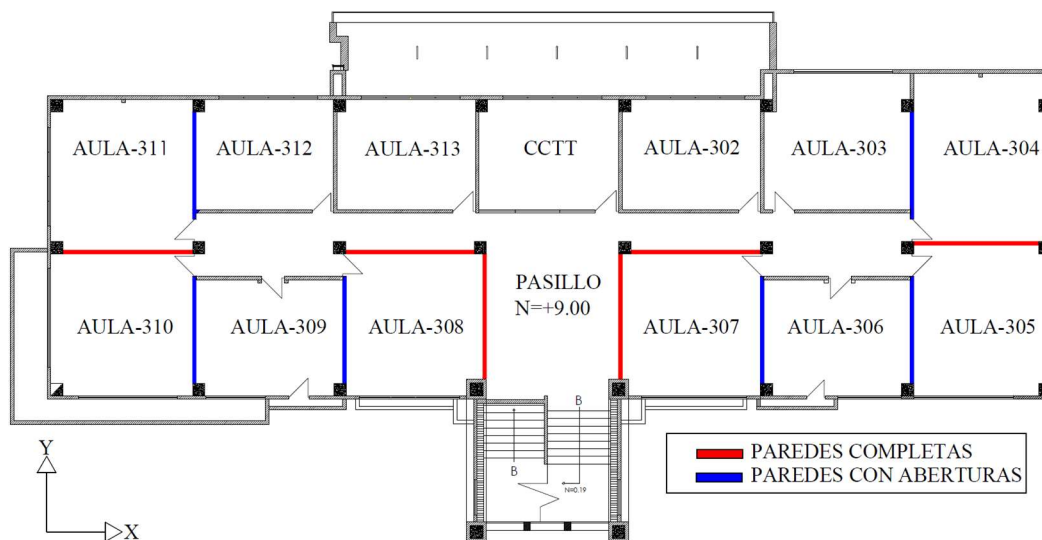 AULA-311
AULA-312
AULA-313
CCTT
AULA-302
AULA-303
AULA-304
AULA-310
AULA-309
AULA-308
PASILLO
N=+9.00
AULA-307
AULA-306
AULA-305
B
B
N=0.19
PAREDES COMPLETAS
PAREDES CON ABERTURAS
Y
X